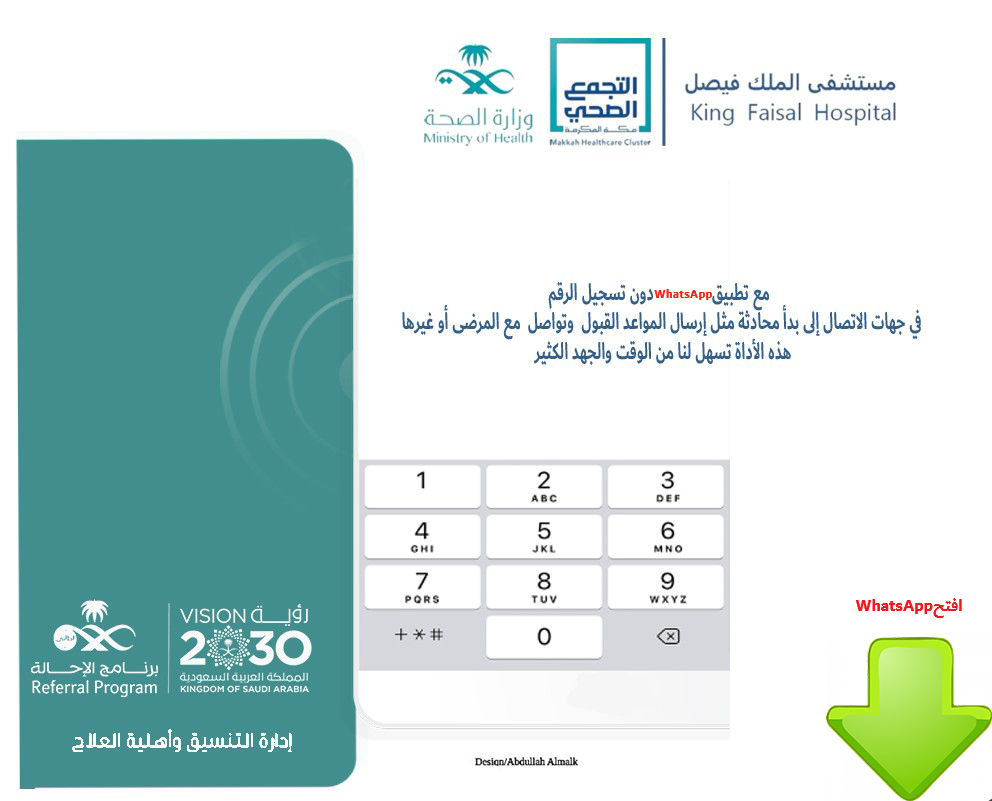 وزارة الصحة
Ministry of Health
التجمع
الصحي
مكة المكرمة
Makkah Healthcare Cluster
مستشفى الملك فيصل
King Faisal Hospital
مع تطبيقWhatsAppدون تسجيل الرقم
في جهات الاتصال إلى بدأ محادثة مثل إرسال المواعد القبول وتواصل مع المرضى أو غيرها
هذه الأداة تسهل لنا من الوقت والجهد الكثير
1
2
ABC
3
DEF
4
GHI
5
JKL
6
MNO
7
PQRS
8
TUV
9
WXYZ
+*#
0
افتحWhatsApp
برنامج الإحالة
Referral Program
VISION رؤية
2030
المملكة العربية السعودية
KINGDOM OF SAUDI ARABIA
إدارة التنسيق وأهلية العلاج
Design/Abdullah Almalk